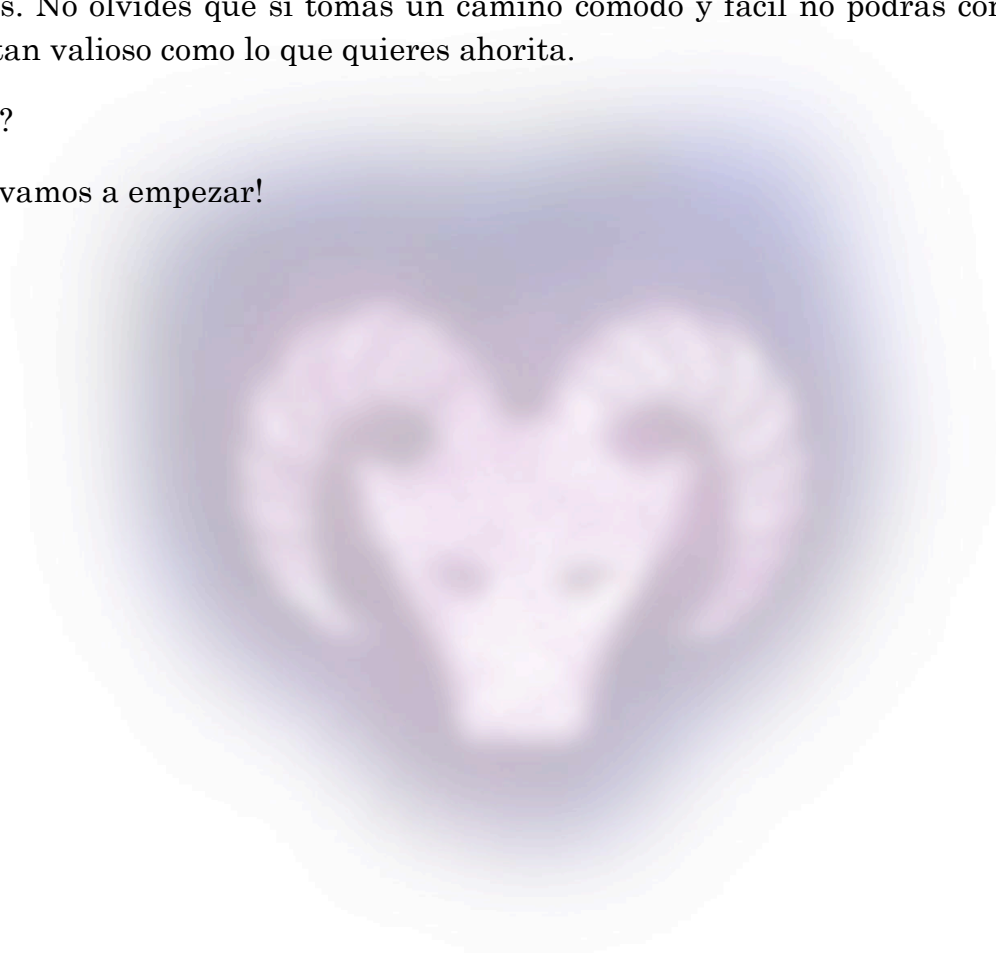 s. No olvides que si tomas un camino cómodo y fácil no podrás con
tan valioso como lo que quieres ahorita.
?
vamos a empezar!